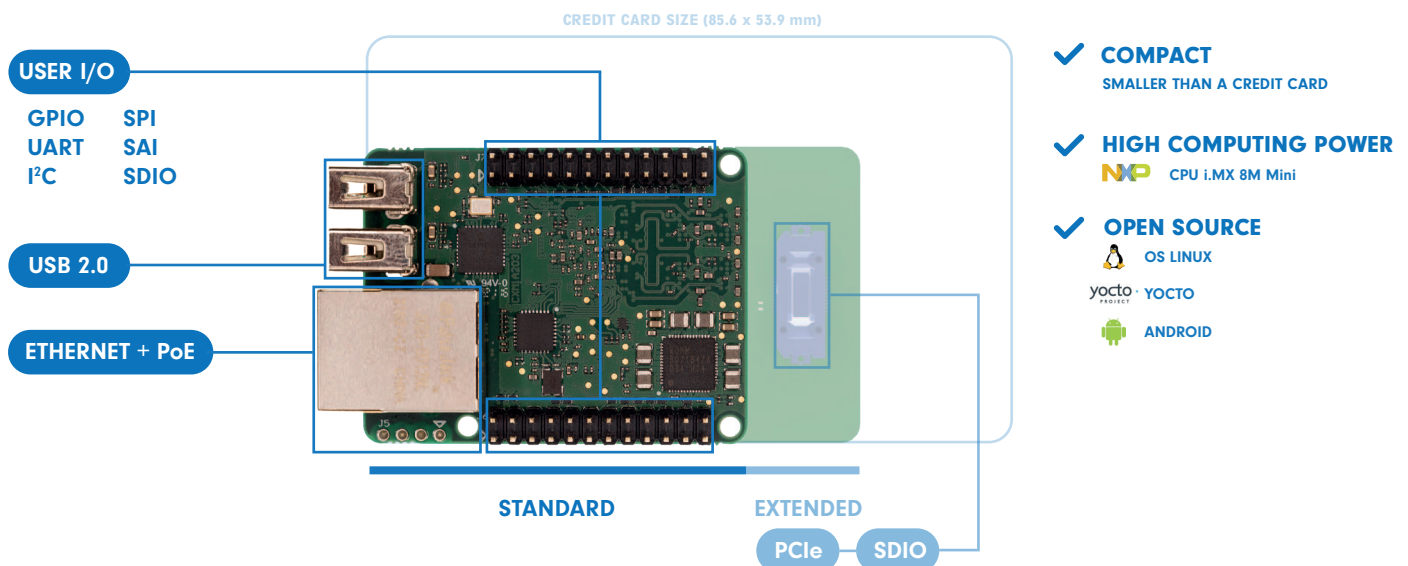 CREDIT CARD SIZE (85.6 x 53.9 mm)
USER I/O
GPIO SPI
UART SAI
I²C SDIO
USB 2.0
ETHERNET + PoE
94V-0
J5
STANDARD
EXTENDED
PCIe
SDIO
COMPACT
SMALLER THAN A CREDIT CARD
HIGH COMPUTING POWER
NXP CPU i.MX 8M Mini
OPEN SOURCE
OS LINUX
yocto PROJECT YOCTO
ANDROID